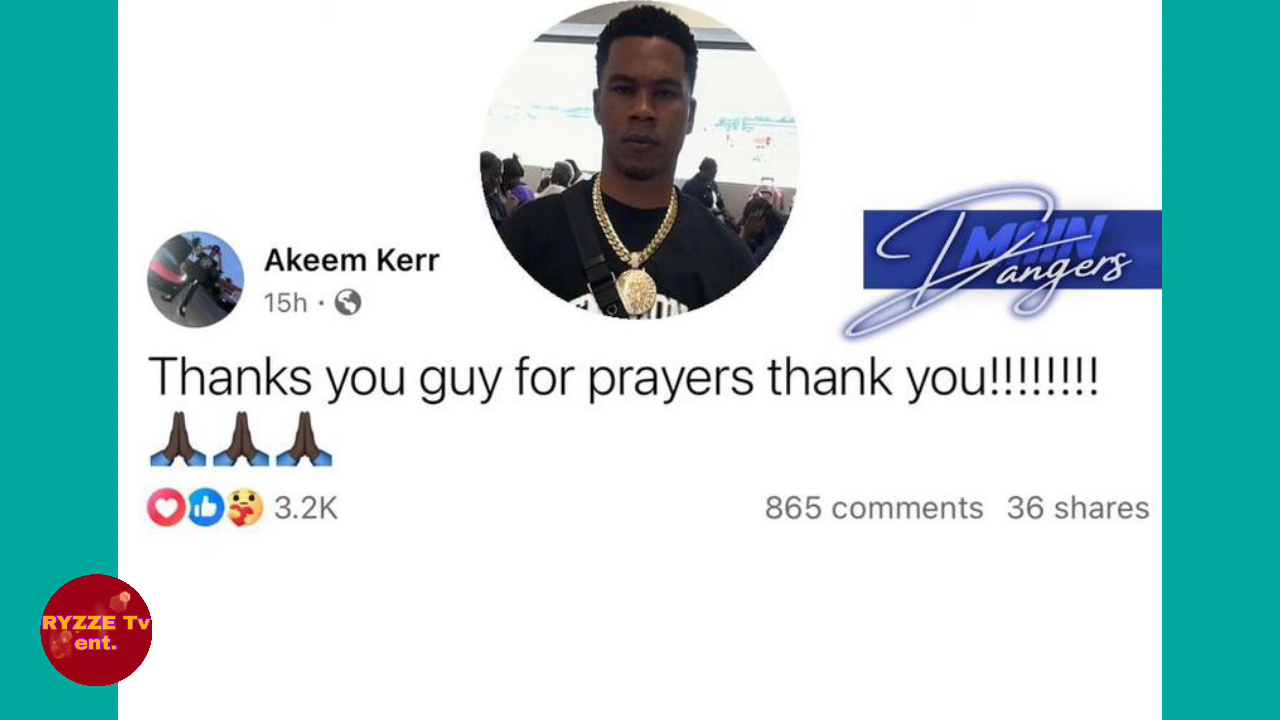 Akeem Kerr
15h ·
MAIN
Dangers
Thanks you guy for prayers thank you!!!!!!!!
🙏🏿🙏🏿🙏🏿
3.2K
865 comments 36 shares
RYZZE Tv
ent.